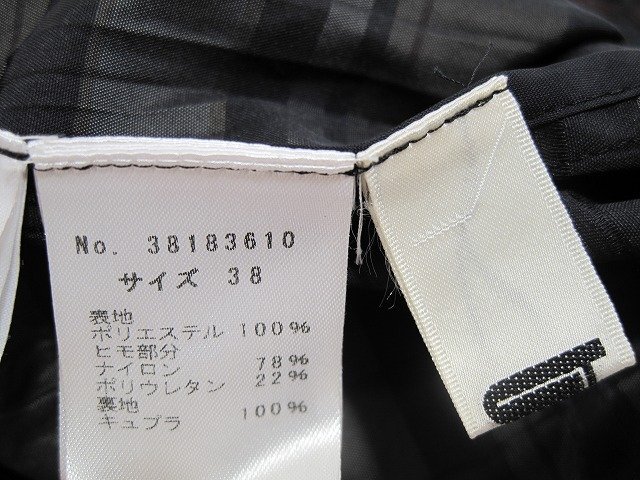 No. 38183610
サイズ 38
表地
ポリエステル 100%
ヒモ部分
ナイロン 78%
ポリウレタン 22%
裏地
キュプラ 100%